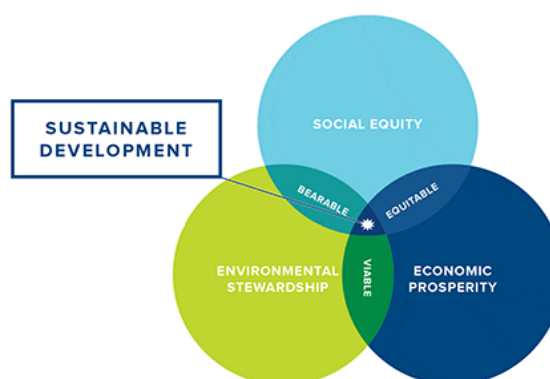 SOCIAL EQUITY
SUSTAINABLE
DEVELOPMENT
BEARABLE
EQUITABLE
ENVIRONMENTAL
STEWARDSHIP
VIABLE
ECONOMIC
PROSPERITY